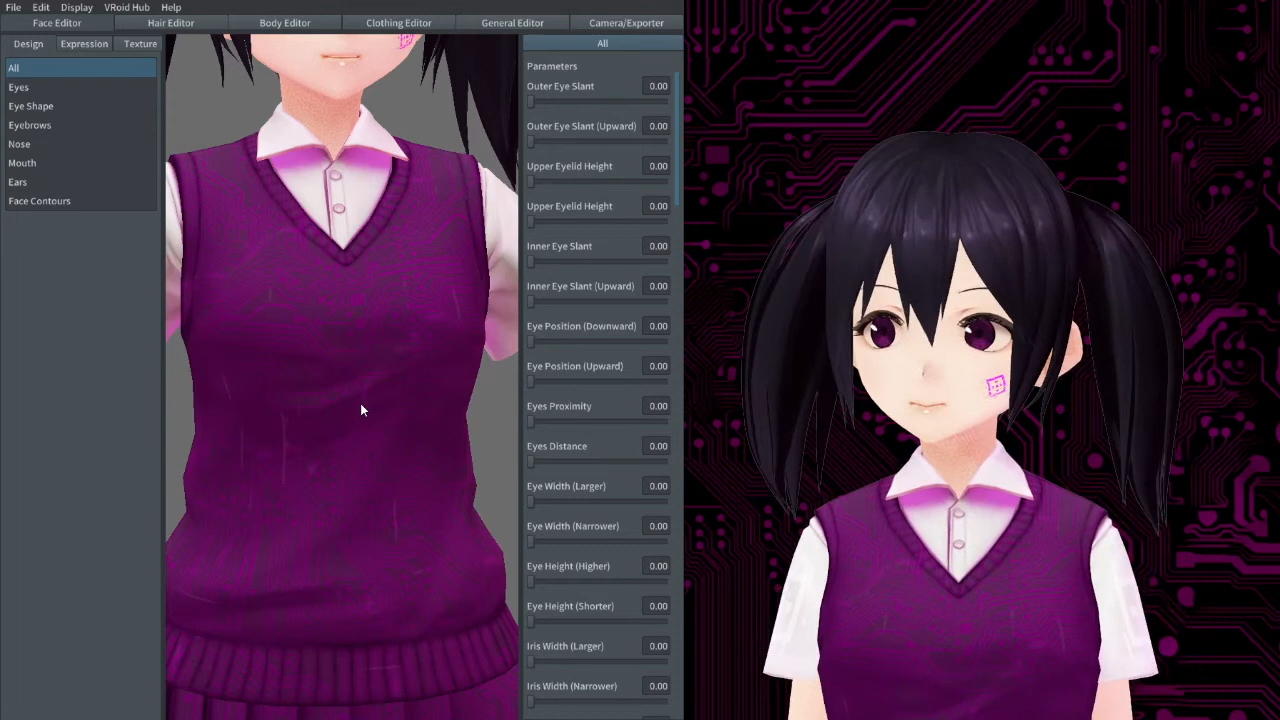 File Edit Display VRoid Hub Help
Face Editor Hair Editor Body Editor Clothing Editor General Editor Camera/Exporter
Design Expression Texture
All
Eyes
Eye Shape
Eyebrows
Nose
Mouth
Ears
Face Contours
All
Parameters
Outer Eye Slant 0.00
Outer Eye Slant (Upward) 0.00
Upper Eyelid Height 0.00
Upper Eyelid Height 0.00
Inner Eye Slant 0.00
Inner Eye Slant (Upward) 0.00
Eye Position (Downward) 0.00
Eye Position (Upward) 0.00
Eyes Proximity 0.00
Eyes Distance 0.00
Eye Width (Larger) 0.00
Eye Width (Narrower) 0.00
Eye Height (Higher) 0.00
Eye Height (Shorter) 0.00
Iris Width (Larger) 0.00
Iris Width (Narrower) 0.00